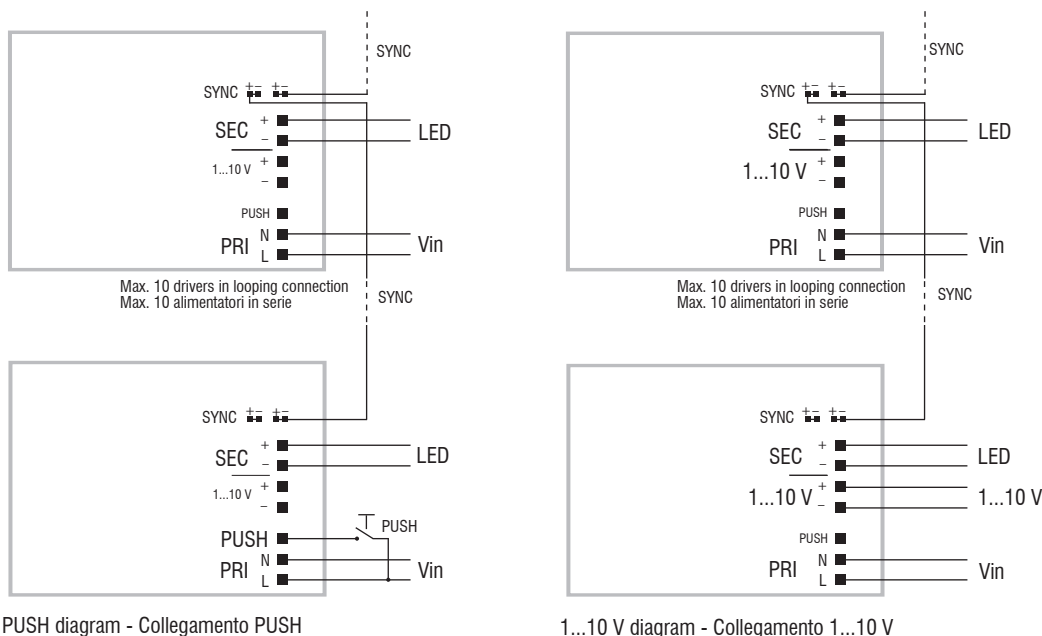 SYNC
SYNC +- +-
SEC + LED
−
1...10 V +
−
PUSH
PRI N Vin
L
Max. 10 drivers in looping connection
Max. 10 alimentatori in serie
SYNC
SYNC +- +-
SEC + LED
−
1...10 V +
−
PUSH PUSH
PRI N Vin
L
PUSH diagram - Collegamento PUSH
SYNC
SYNC +- +-
SEC + LED
−
1...10 V +
−
PUSH
PRI N Vin
L
Max. 10 drivers in looping connection
Max. 10 alimentatori in serie
SYNC
SYNC +- +-
SEC + LED
−
1...10 V + 1...10 V
−
PUSH
PRI N Vin
L
1...10 V diagram - Collegamento 1...10 V